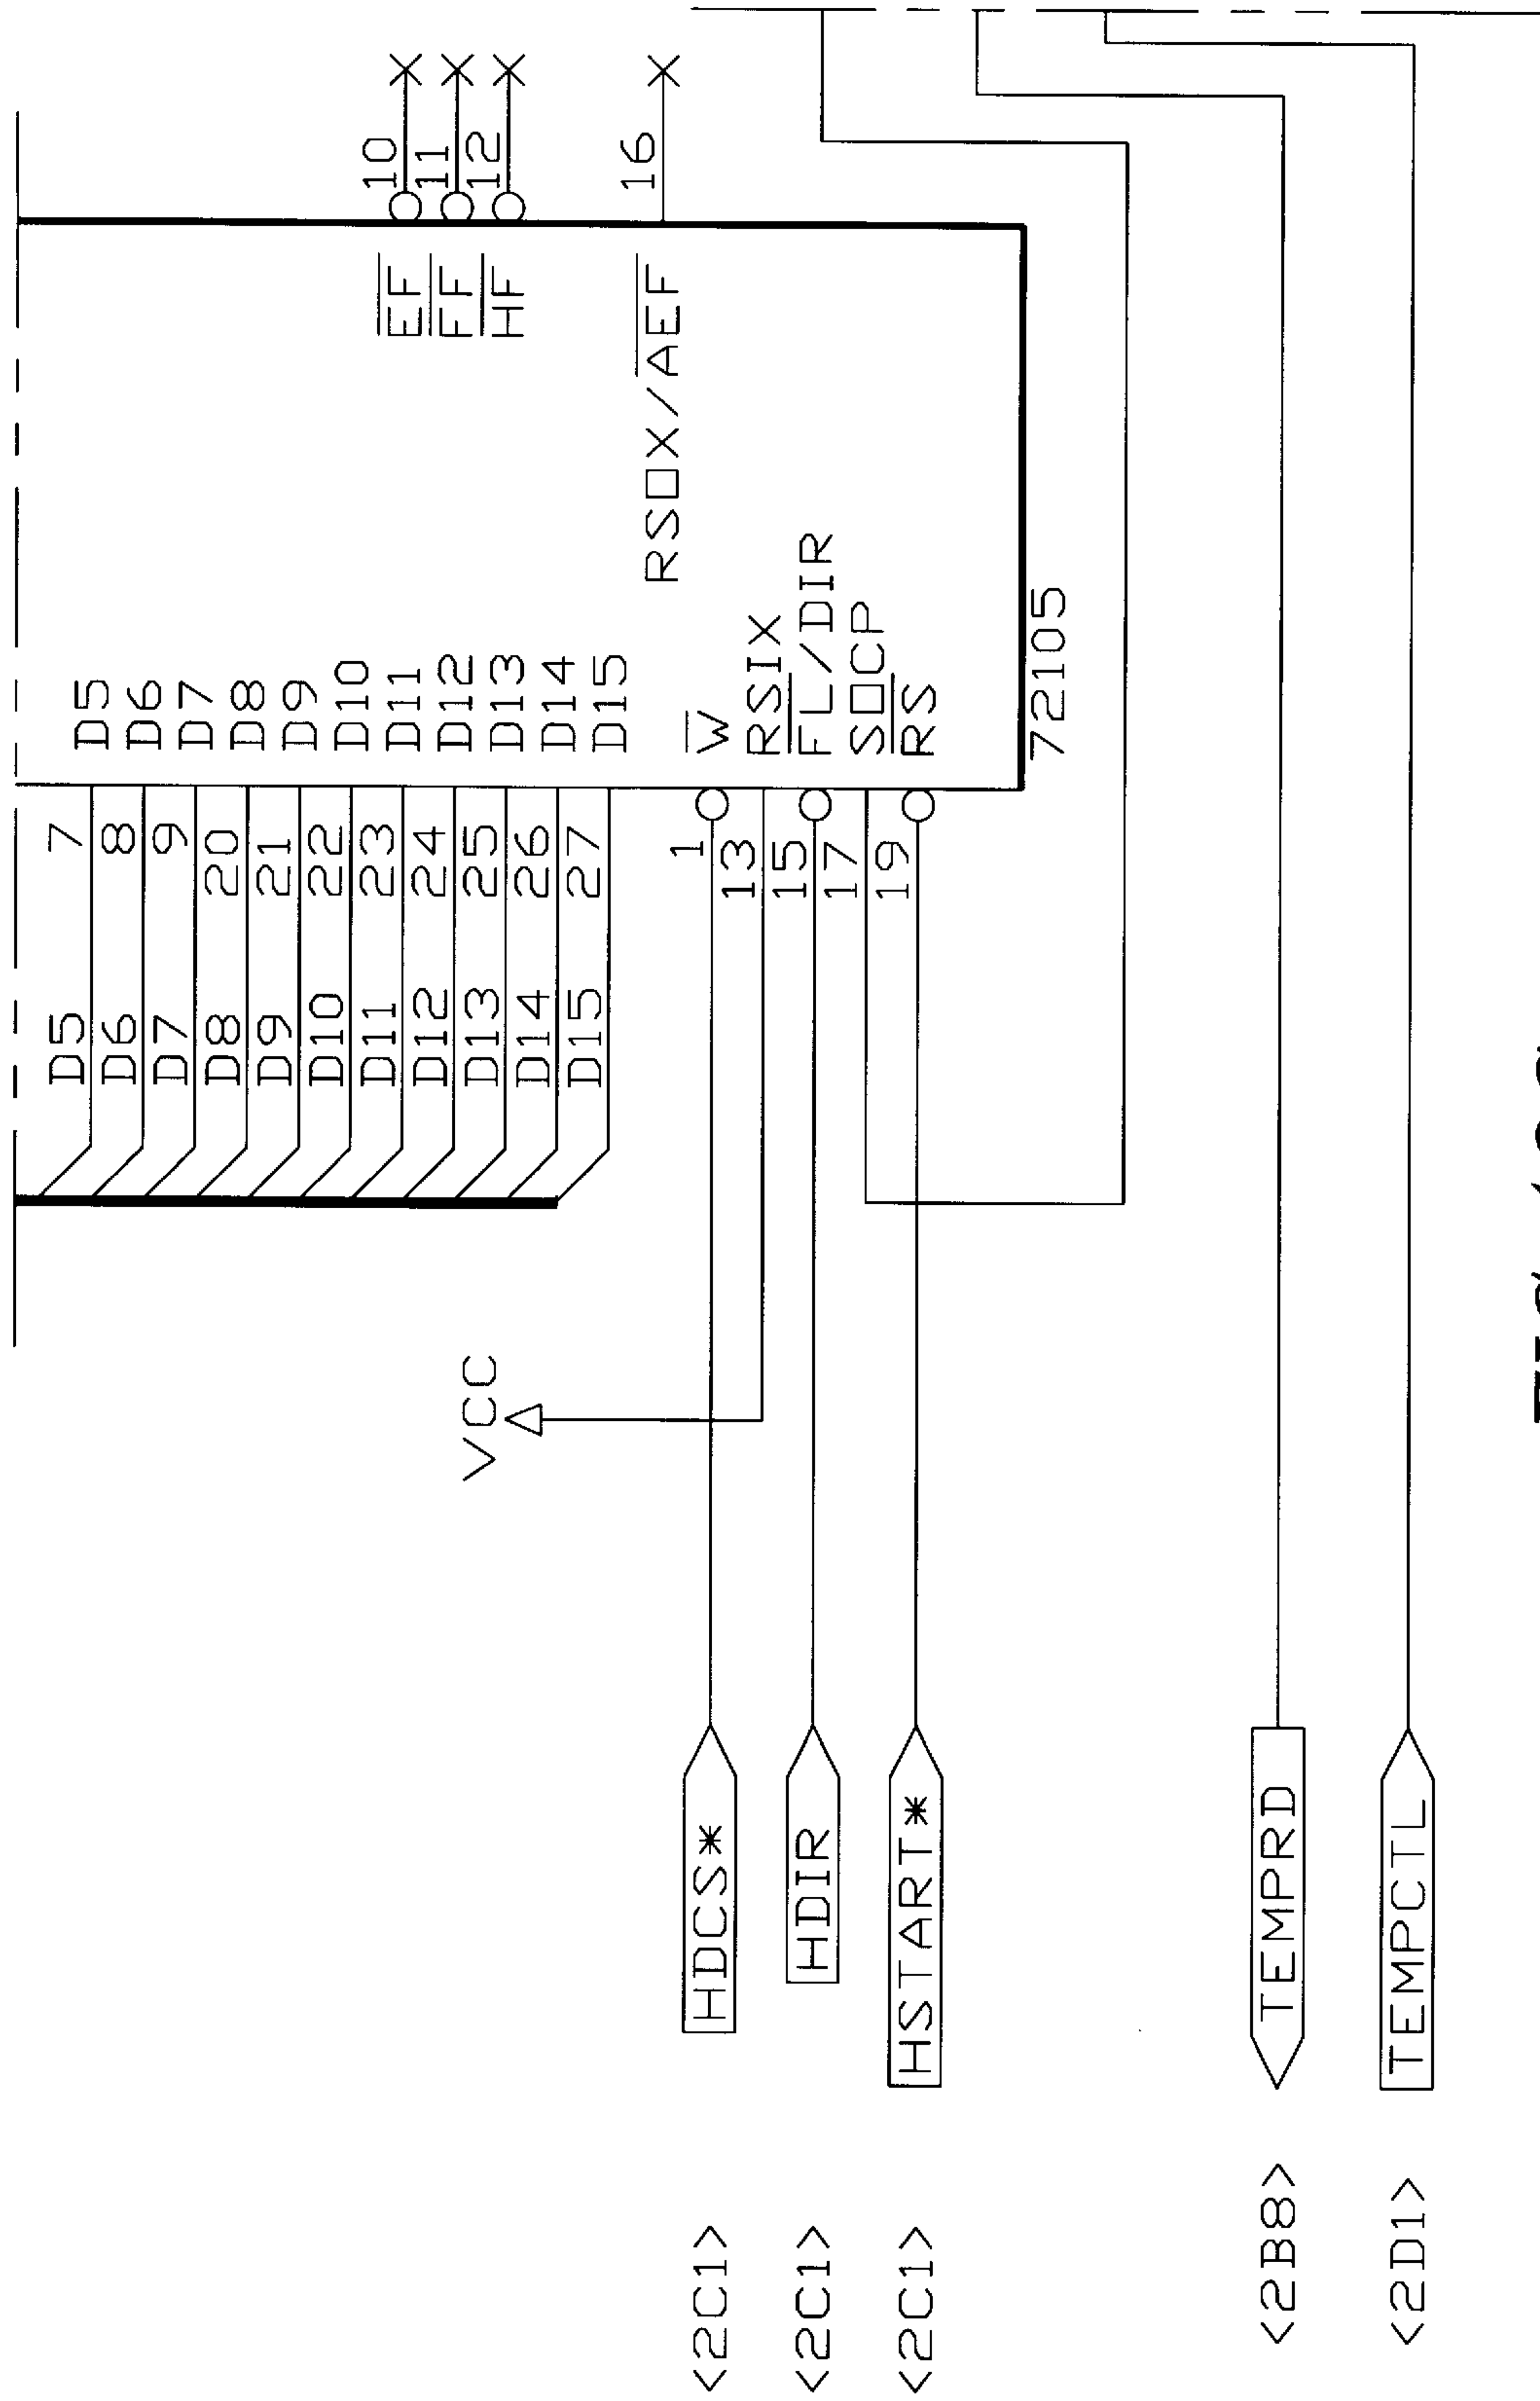 D5 7 D5
D6 8 D6
D7 9 D7
D8 20 D8
D9 21 D9
D10 22 D10
D11 23 D11
D12 24 D12
D13 25 D13
D14 26 D14
D15 27 D15
EF 10 X
FF 11 X
HF 12 X
RSOX/AEF 16 X
VCC
<2C1> HDCS* 1 W
13 RSIX
<2C1> HDIR 15 FL/DIR
17 SOCP
<2C1> HSTART* 19 RS
72105
<2B8> TEMPRD
<2D1> TEMPCTL